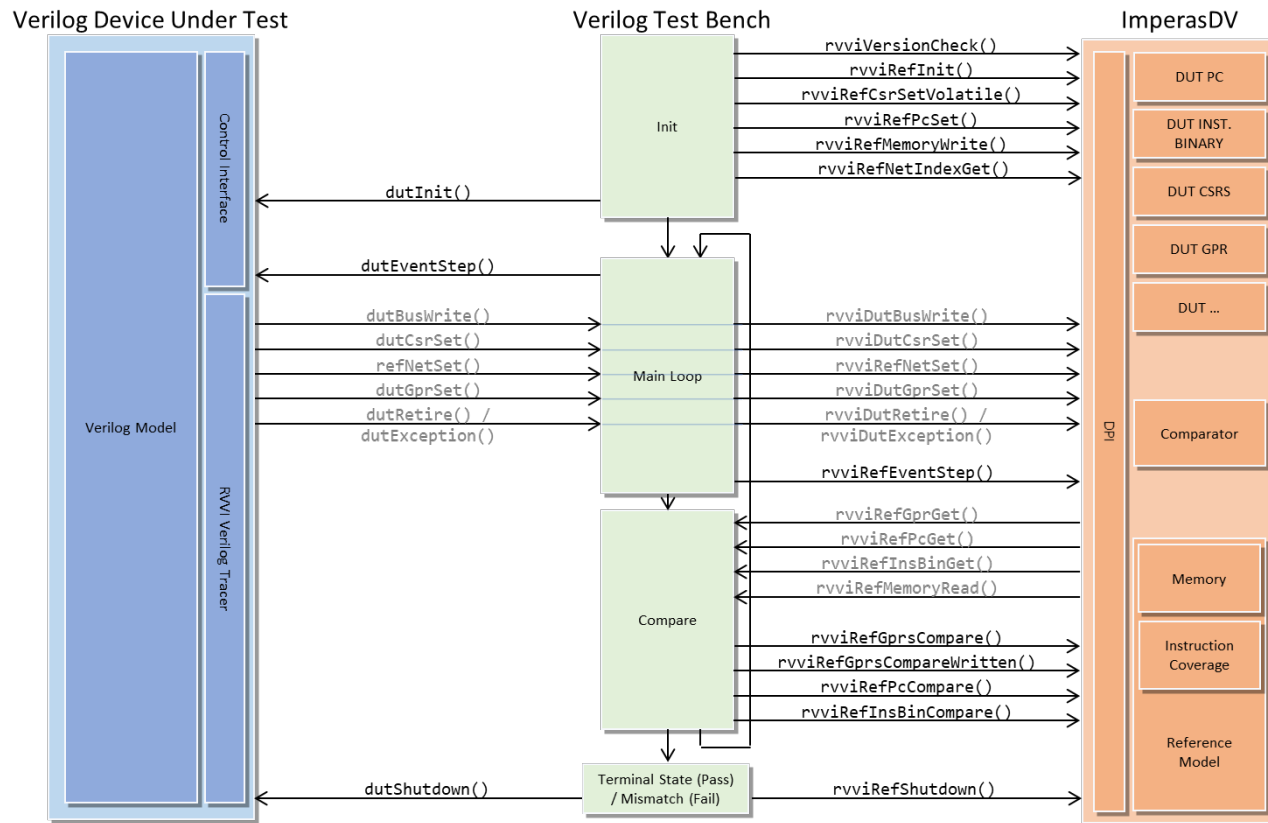 Verilog Device Under Test
Verilog Test Bench
ImperasDV
Verilog Model
Control Interface
RVVI Verilog Tracer
Init
rvviVersionCheck()
rvviRefInit()
rvviRefCsrSetVolatile()
rvviRefPcSet()
rvviRefMemoryWrite()
rvviRefNetIndexGet()
dutInit()
dutEventStep()
dutBusWrite()
dutCsrSet()
refNetSet()
dutGprSet()
dutRetire() /
dutException()
Main Loop
rvviDutBusWrite()
rvviDutCsrSet()
rvviRefNetSet()
rvviDutGprSet()
rvviDutRetire() /
rvviDutException()
rvviRefEventStep()
Compare
rvviRefGprGet()
rvviRefPcGet()
rvviRefInsBinGet()
rvviRefMemoryRead()
rvviRefGprsCompare()
rvviRefGprsCompareWritten()
rvviRefPcCompare()
rvviRefInsBinCompare()
dutShutdown()
Terminal State (Pass)
/ Mismatch (Fail)
rvviRefShutdown()
DPI
DUT PC
DUT INST.
BINARY
DUT CSRS
DUT GPR
DUT ...
Comparator
Memory
Instruction
Coverage
Reference
Model